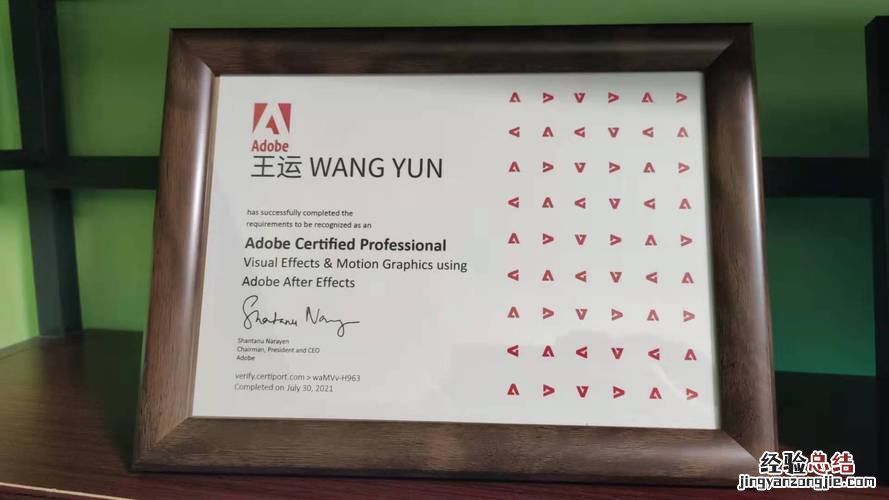 Adobe
王运 WANG YUN
has successfully completed the
requirements to be recognized as an
Adobe Certified Professional
Visual Effects & Motion Graphics using
Adobe After Effects
Shantanu Narayen
Shantanu Narayen
Chairman, President and CEO
Adobe
verify.certiport.com > waMVv-H963
Completed on July 30, 2021
经验总结
jingyanzongjie.com